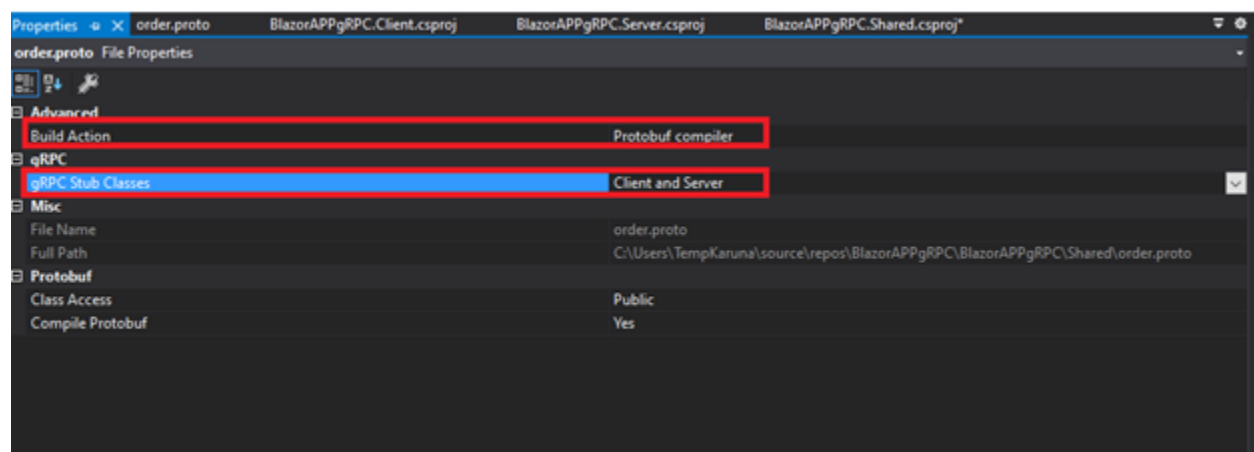 Properties order.proto BlazorAPPgRPC.Client.csproj BlazorAPPgRPC.Server.csproj BlazorAPPgRPC.Shared.csproj*
order.proto File Properties
Advanced
Build Action Protobuf compiler
gRPC
gRPC Stub Classes Client and Server
Misc
File Name order.proto
Full Path C:\Users\TempKaruna\source\repos\BlazorAPPgRPC\BlazorAPPgRPC\Shared\order.proto
Protobuf
Class Access Public
Compile Protobuf Yes